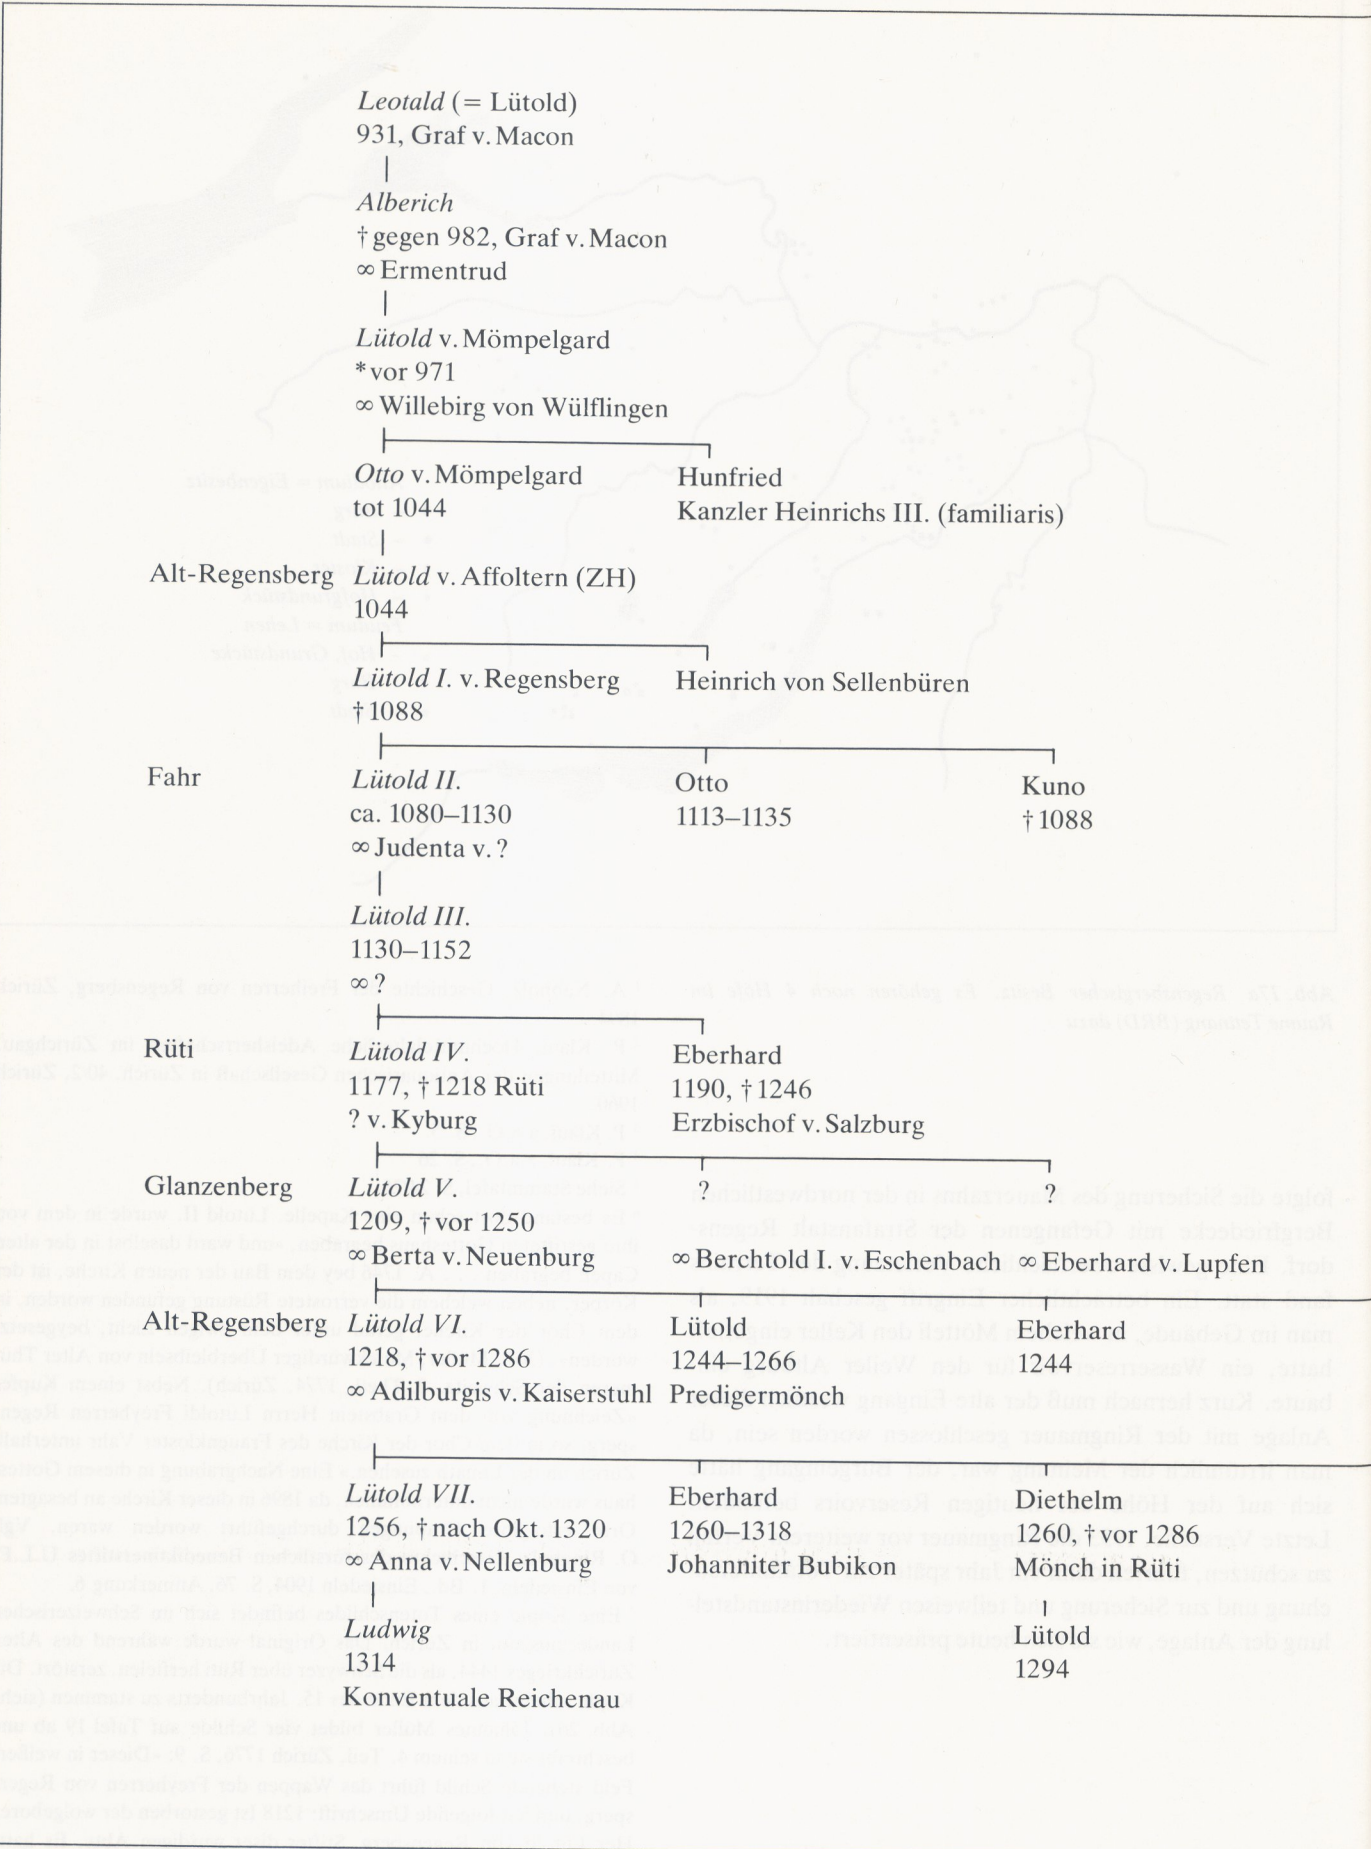 Leotald (= Lütold)
931, Graf v. Macon
Alberich
† gegen 982, Graf v. Macon
∞ Ermentrud
Lütold v. Mömpelgard
* vor 971
∞ Willebirg von Wülflingen
Otto v. Mömpelgard Hunfried
tot 1044 Kanzler Heinrichs III. (familiaris)
Alt-Regensberg Lütold v. Affoltern (ZH)
1044
Lütold I. v. Regensberg Heinrich von Sellenbüren
† 1088
Fahr Lütold II. Otto Kuno
ca. 1080–1130 1113–1135 † 1088
∞ Judenta v. ?
Lütold III.
1130–1152
∞ ?
Rüti Lütold IV. Eberhard
1177, † 1218 Rüti 1190, † 1246
? v. Kyburg Erzbischof v. Salzburg
Glanzenberg Lütold V. ? ?
1209, † vor 1250
∞ Berta v. Neuenburg ∞ Berchtold I. v. Eschenbach ∞ Eberhard v. Lupfen
Alt-Regensberg Lütold VI. Lütold Eberhard
1218, † vor 1286 1244–1266 1244
∞ Adilburgis v. Kaiserstuhl Predigermönch
Lütold VII. Eberhard Diethelm
1256, † nach Okt. 1320 1260–1318 1260, † vor 1286
∞ Anna v. Nellenburg Johanniter Bubikon Mönch in Rüti
Ludwig Lütold
1314 1294
Konventuale Reichenau